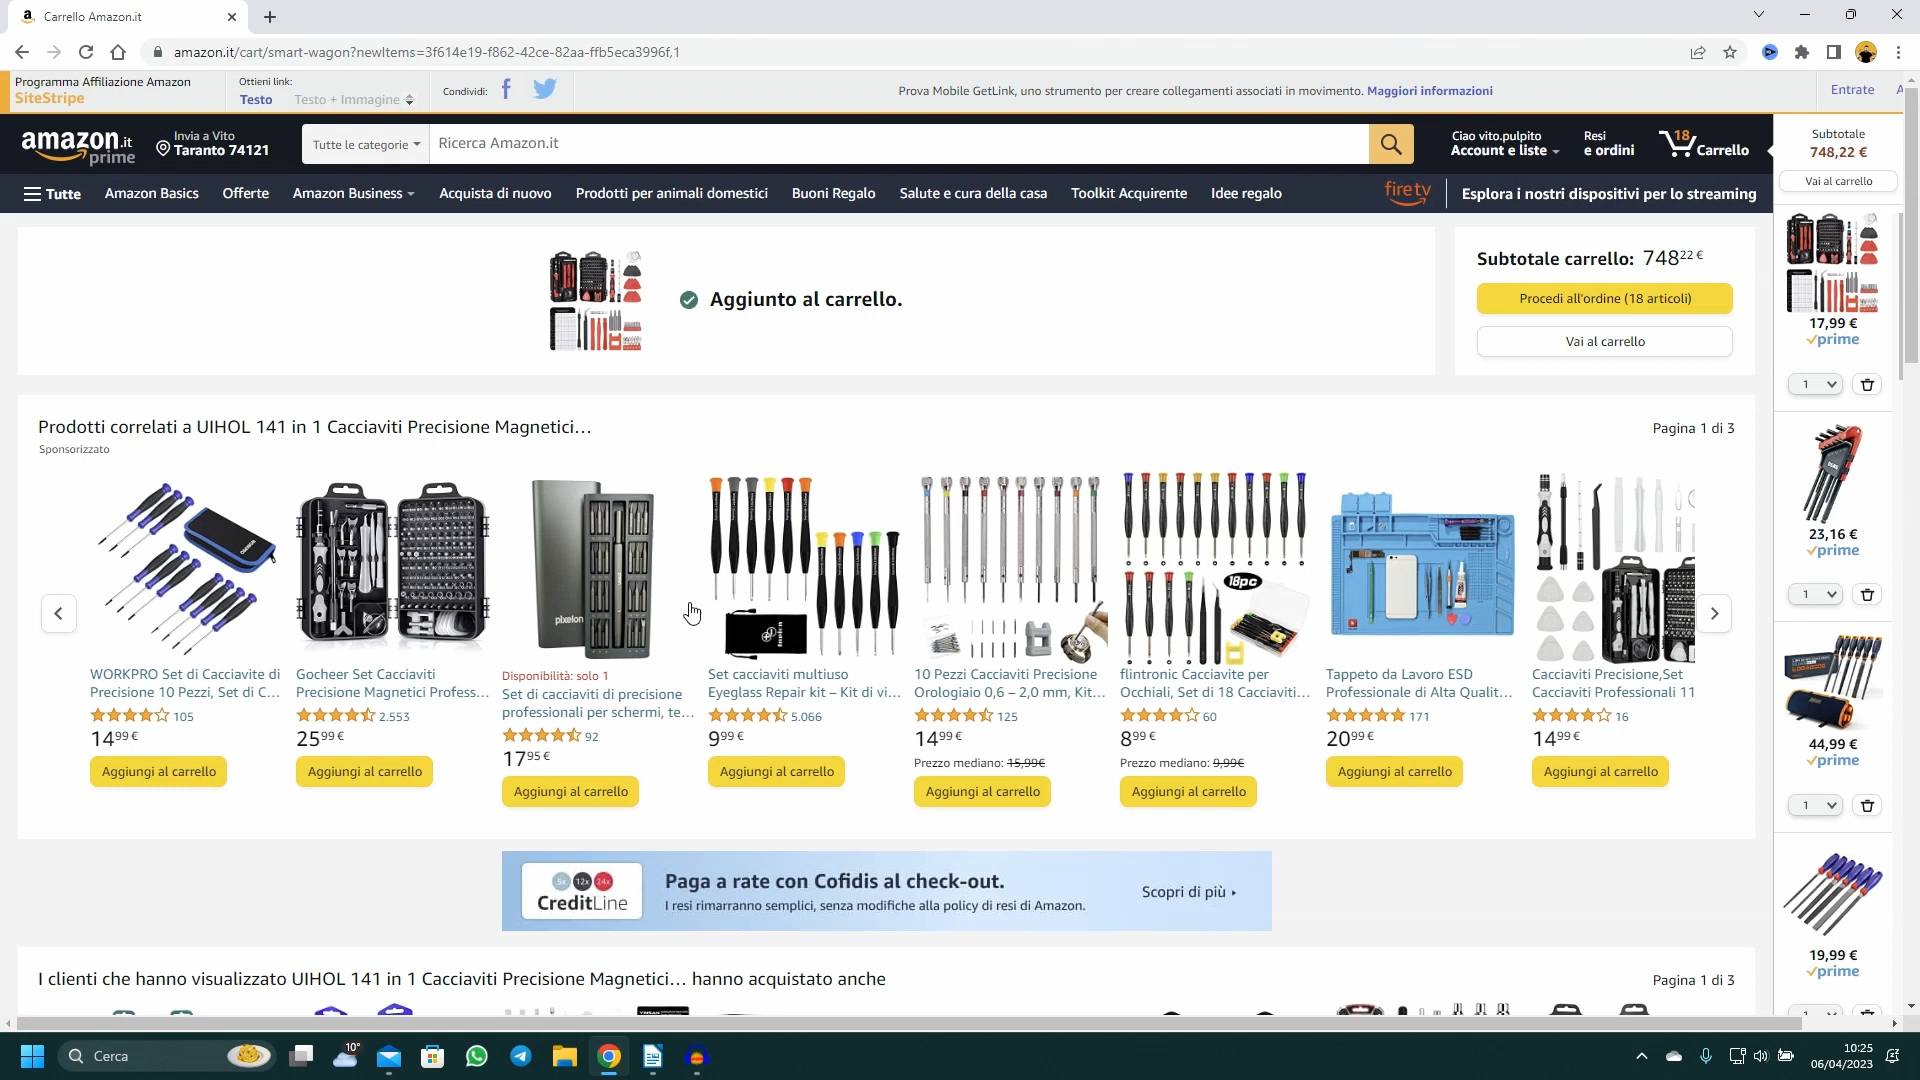 Carrello Amazon.it
amazon.it/cart/smart-wagon?newItems=3f614e19-f862-42ce-82aa-ffb5eca3996f,1
Programma Affiliazione Amazon
SiteStripe
Ottieni link:
Testo
Testo + Immagine
Condividi:
Prova Mobile GetLink, uno strumento per creare collegamenti associati in movimento. Maggiori informazioni
Entrate
amazon.it
prime
Invia a Vito
Taranto 74121
Tutte le categorie
Ricerca Amazon.it
Ciao vito.pulpito
Account e liste
Resi
e ordini
18
Carrello
Subtotale
748,22 €
Vai al carrello
Tutte
Amazon Basics
Offerte
Amazon Business
Acquista di nuovo
Prodotti per animali domestici
Buoni Regalo
Salute e cura della casa
Toolkit Acquirente
Idee regalo
fire tv
Esplora i nostri dispositivi per lo streaming
Aggiunto al carrello.
Subtotale carrello: 748,22 €
Procedi all'ordine (18 articoli)
Vai al carrello
17,99 €
prime
1
Prodotti correlati a UIHOL 141 in 1 Cacciaviti Precisione Magnetici…
Pagina 1 di 3
Sponsorizzato
23,16 €
prime
1
pixelon
18pc
WORKPRO Set di Cacciavite di
Precisione 10 Pezzi, Set di C…
105
14,99 €
Aggiungi al carrello
Gocheer Set Cacciaviti
Precisione Magnetici Profess…
2.553
25,99 €
Aggiungi al carrello
Disponibilità: solo 1
Set di cacciaviti di precisione
professionali per schermi, te…
92
17,95 €
Aggiungi al carrello
Set cacciaviti multiuso
Eyeglass Repair kit – Kit di vi…
5.066
9,99 €
Aggiungi al carrello
10 Pezzi Cacciaviti Precisione
Orologiaio 0,6 – 2,0 mm, Kit…
125
14,99 €
Prezzo mediano: 15,99€
Aggiungi al carrello
flintronic Cacciavite per
Occhiali, Set di 18 Cacciaviti…
60
8,99 €
Prezzo mediano: 9,99€
Aggiungi al carrello
Tappeto da Lavoro ESD
Professionale di Alta Qualit…
171
20,99 €
Aggiungi al carrello
Cacciaviti Precisione,Set
Cacciaviti Professionali 11
16
14,99 €
Aggiungi al carrello
44,99 €
prime
1
5x 12x 24x
CreditLine
Paga a rate con Cofidis al check-out.
I resi rimarranno semplici, senza modifiche alla policy di resi di Amazon.
Scopri di più
19,99 €
prime
I clienti che hanno visualizzato UIHOL 141 in 1 Cacciaviti Precisione Magnetici… hanno acquistato anche
Pagina 1 di 3
Cerca
10°
10:25
06/04/2023